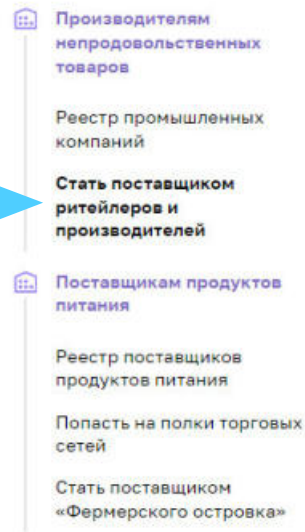 Производителям
непродовольственных
товаров
Реестр промышленных
компаний
Стать поставщиком
ритейлеров и
производителей
Поставщикам продуктов
питания
Реестр поставщиков
продуктов питания
Попасть на полки торговых
сетей
Стать поставщиком
«Фермерского островка»